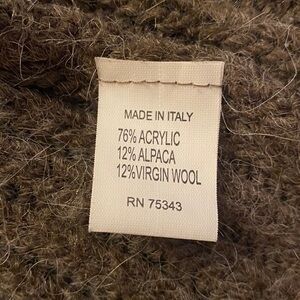 MADE IN ITALY
76% ACRYLIC
12% ALPACA
12%VIRGIN WOOL
RN 75343